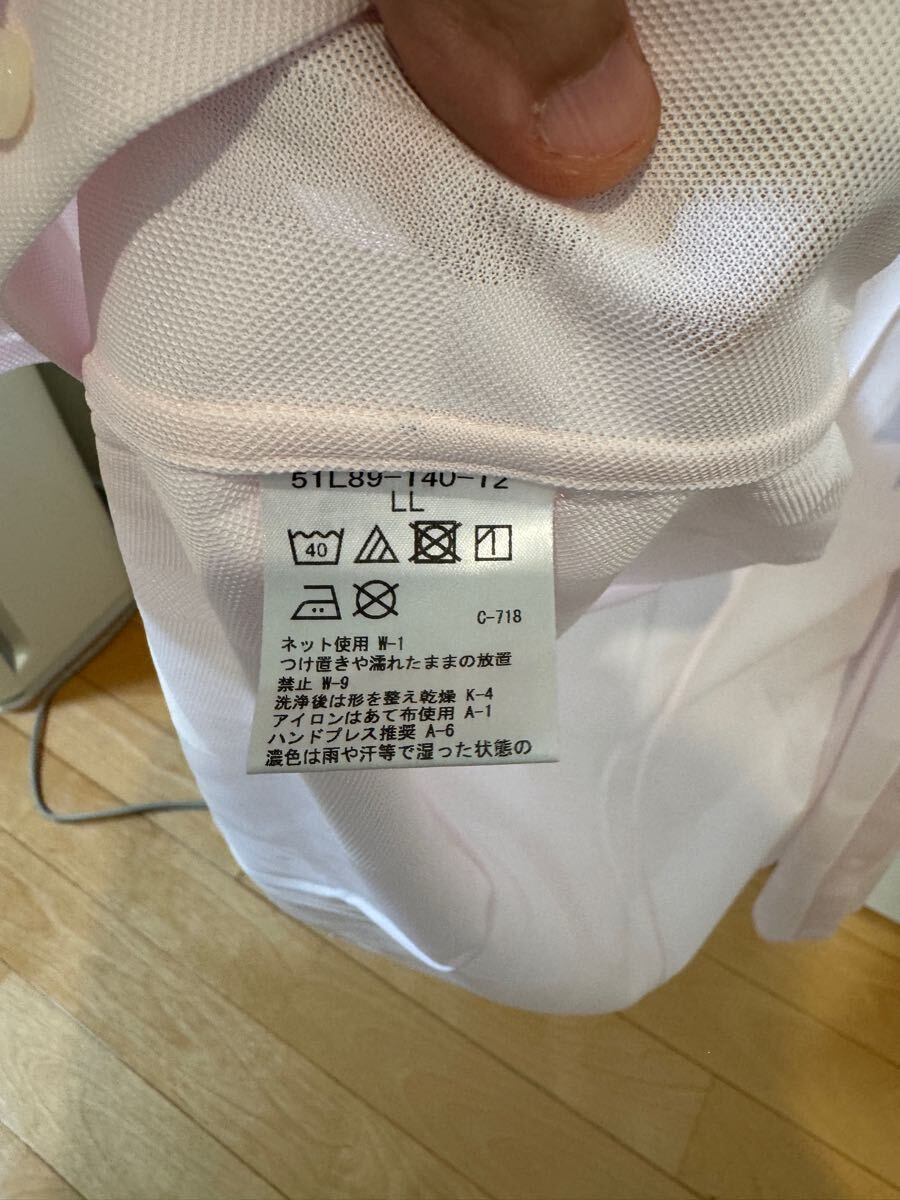 51L89-140-12
LL
40
C-718
ネット使用 W-1
つけ置きや濡れたままの放置
禁止 W-9
洗浄後は形を整え乾燥 K-4
アイロンはあて布使用 A-1
ハンドプレス推奨 A-6
濃色は雨や汗等で湿った状態の